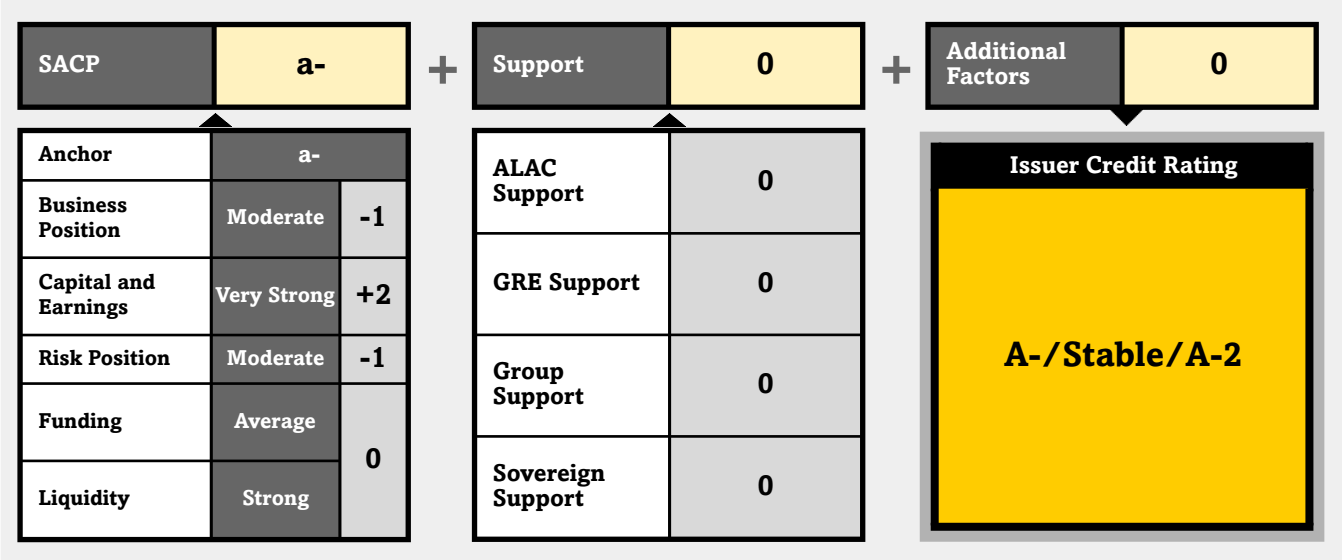 SACP
a-
+
Support
0
+
Additional
Factors
0
Anchor
a-
Business
Position
Moderate
-1
Capital and
Earnings
Very Strong
+2
Risk Position
Moderate
-1
Funding
Average
0
Liquidity
Strong
ALAC
Support
0
GRE Support
0
Group
Support
0
Sovereign
Support
0
Issuer Credit Rating
A-/Stable/A-2